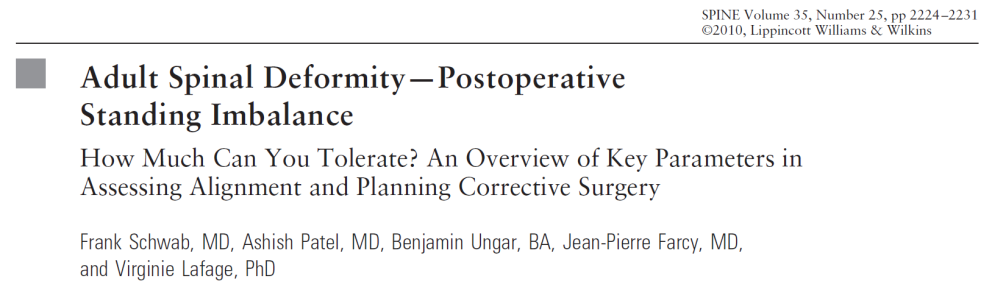 SPINE Volume 35, Number 25, pp 2224–2231
©2010, Lippincott Williams & Wilkins
Adult Spinal Deformity—Postoperative
Standing Imbalance
How Much Can You Tolerate? An Overview of Key Parameters in
Assessing Alignment and Planning Corrective Surgery
Frank Schwab, MD, Ashish Patel, MD, Benjamin Ungar, BA, Jean-Pierre Farcy, MD,
and Virginie Lafage, PhD